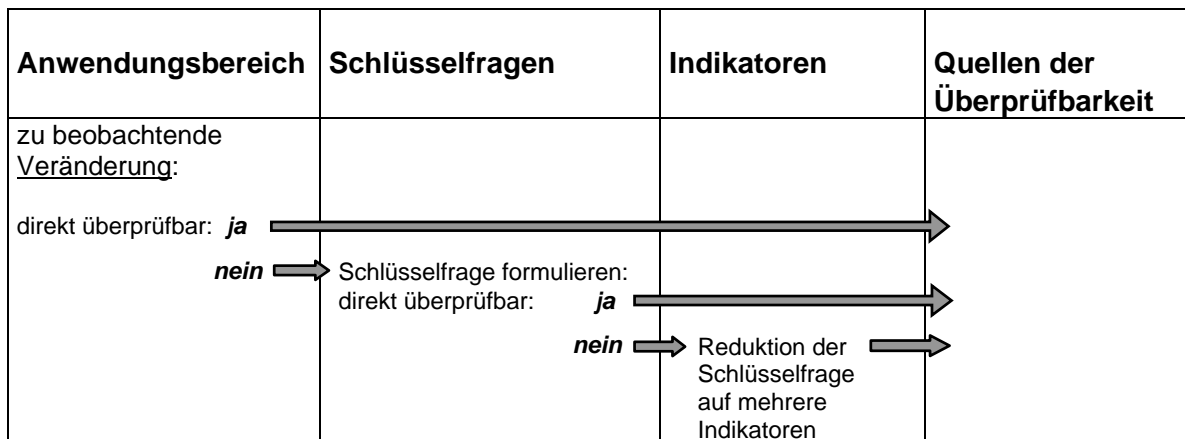 Anwendungsbereich
Schlüsselfragen
Indikatoren
Quellen der
Überprüfbarkeit
zu beobachtende
Veränderung:
direkt überprüfbar: ja
nein
Schlüsselfrage formulieren:
direkt überprüfbar: ja
nein
Reduktion der
Schlüsselfrage
auf mehrere
Indikatoren